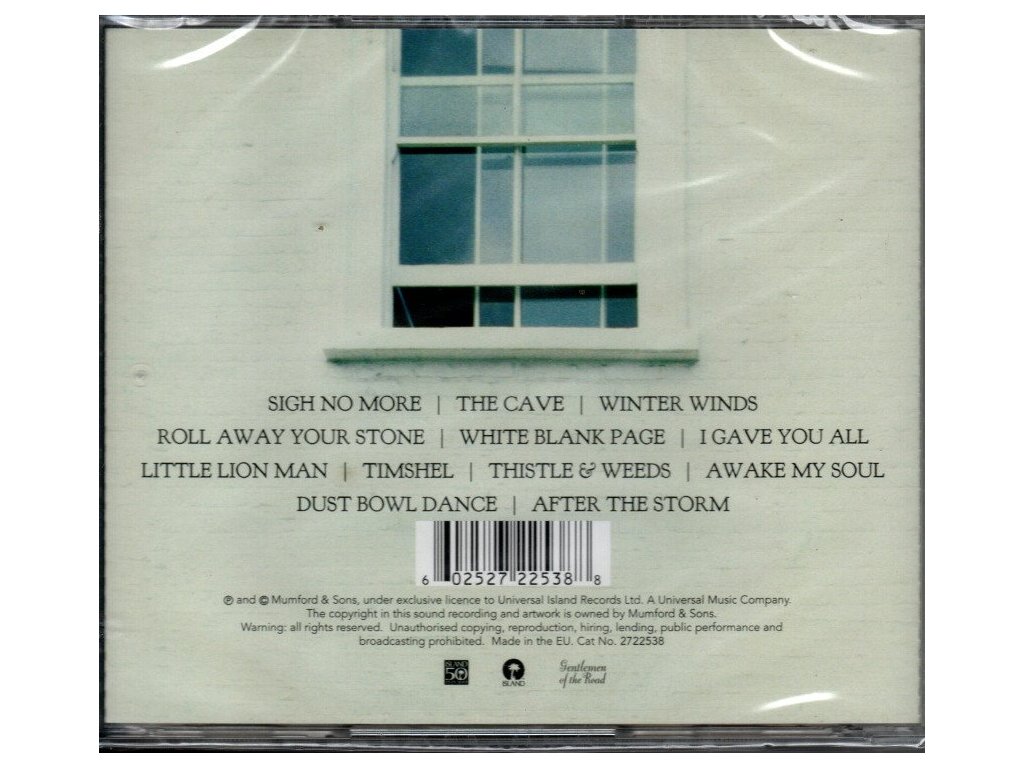 SIGH NO MORE | THE CAVE | WINTER WINDS
ROLL AWAY YOUR STONE | WHITE BLANK PAGE | I GAVE YOU ALL
LITTLE LION MAN | TIMSHEL | THISTLE & WEEDS | AWAKE MY SOUL
DUST BOWL DANCE | AFTER THE STORM
6 02527 22538 8
℗ and © Mumford & Sons, under exclusive licence to Universal Island Records Ltd. A Universal Music Company.
The copyright in this sound recording and artwork is owned by Mumford & Sons.
Warning: all rights reserved. Unauthorised copying, reproduction, hiring, lending, public performance and
broadcasting prohibited. Made in the EU. Cat No. 2722538
ISLAND
50
ISLAND
Gentlemen
of the Road